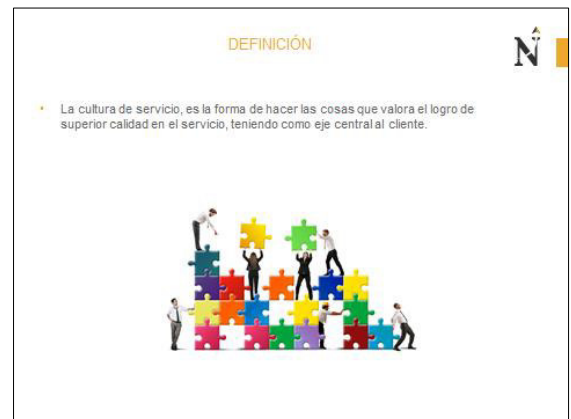 DEFINICIÓN
N
• La cultura de servicio, es la forma de hacer las cosas que valora el logro de
superior calidad en el servicio, teniendo como eje central al cliente.